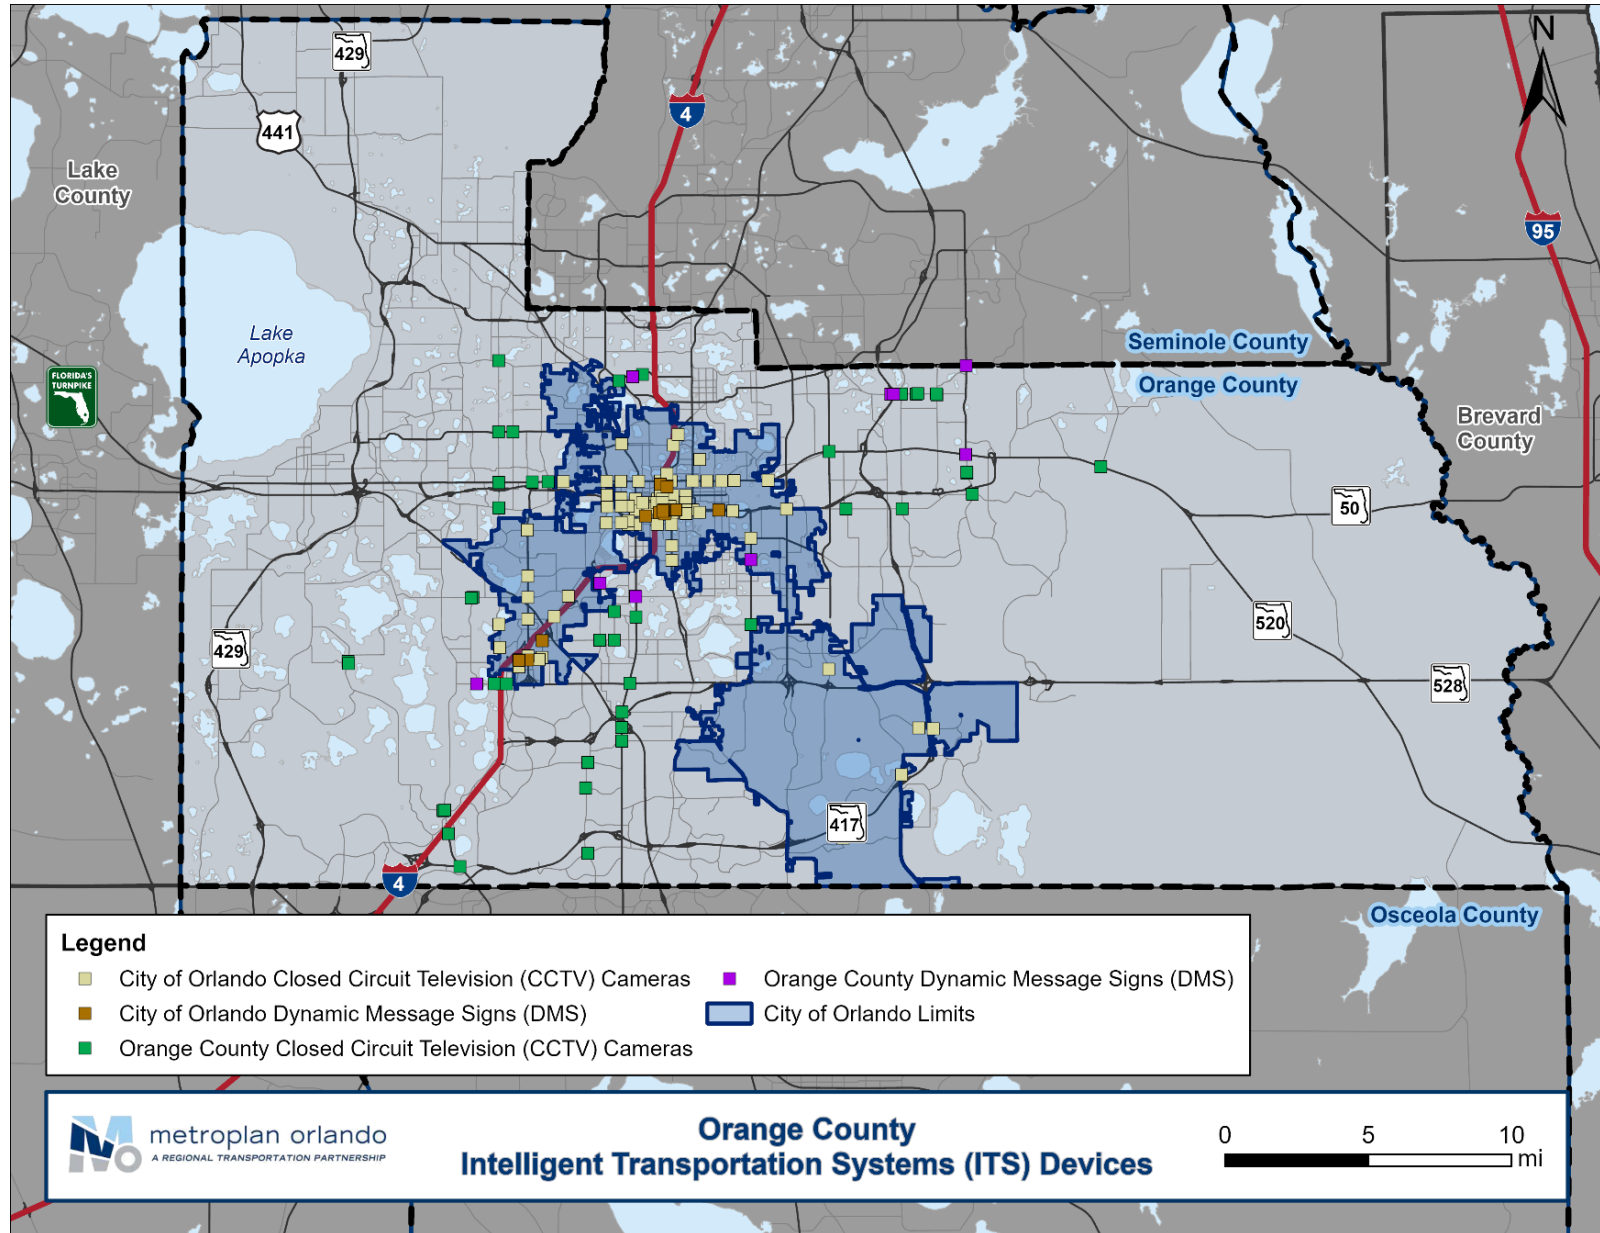 N
429
4
441
Lake
County
95
Lake
Apopka
Seminole County
FLORIDA'S
TURNPIKE
Orange County
Brevard
County
50
520
429
528
417
4
Osceola County
Legend
City of Orlando Closed Circuit Television (CCTV) Cameras
Orange County Dynamic Message Signs (DMS)
City of Orlando Dynamic Message Signs (DMS)
City of Orlando Limits
Orange County Closed Circuit Television (CCTV) Cameras
metroplan orlando
A REGIONAL TRANSPORTATION PARTNERSHIP
Orange County
Intelligent Transportation Systems (ITS) Devices
0 5 10
mi